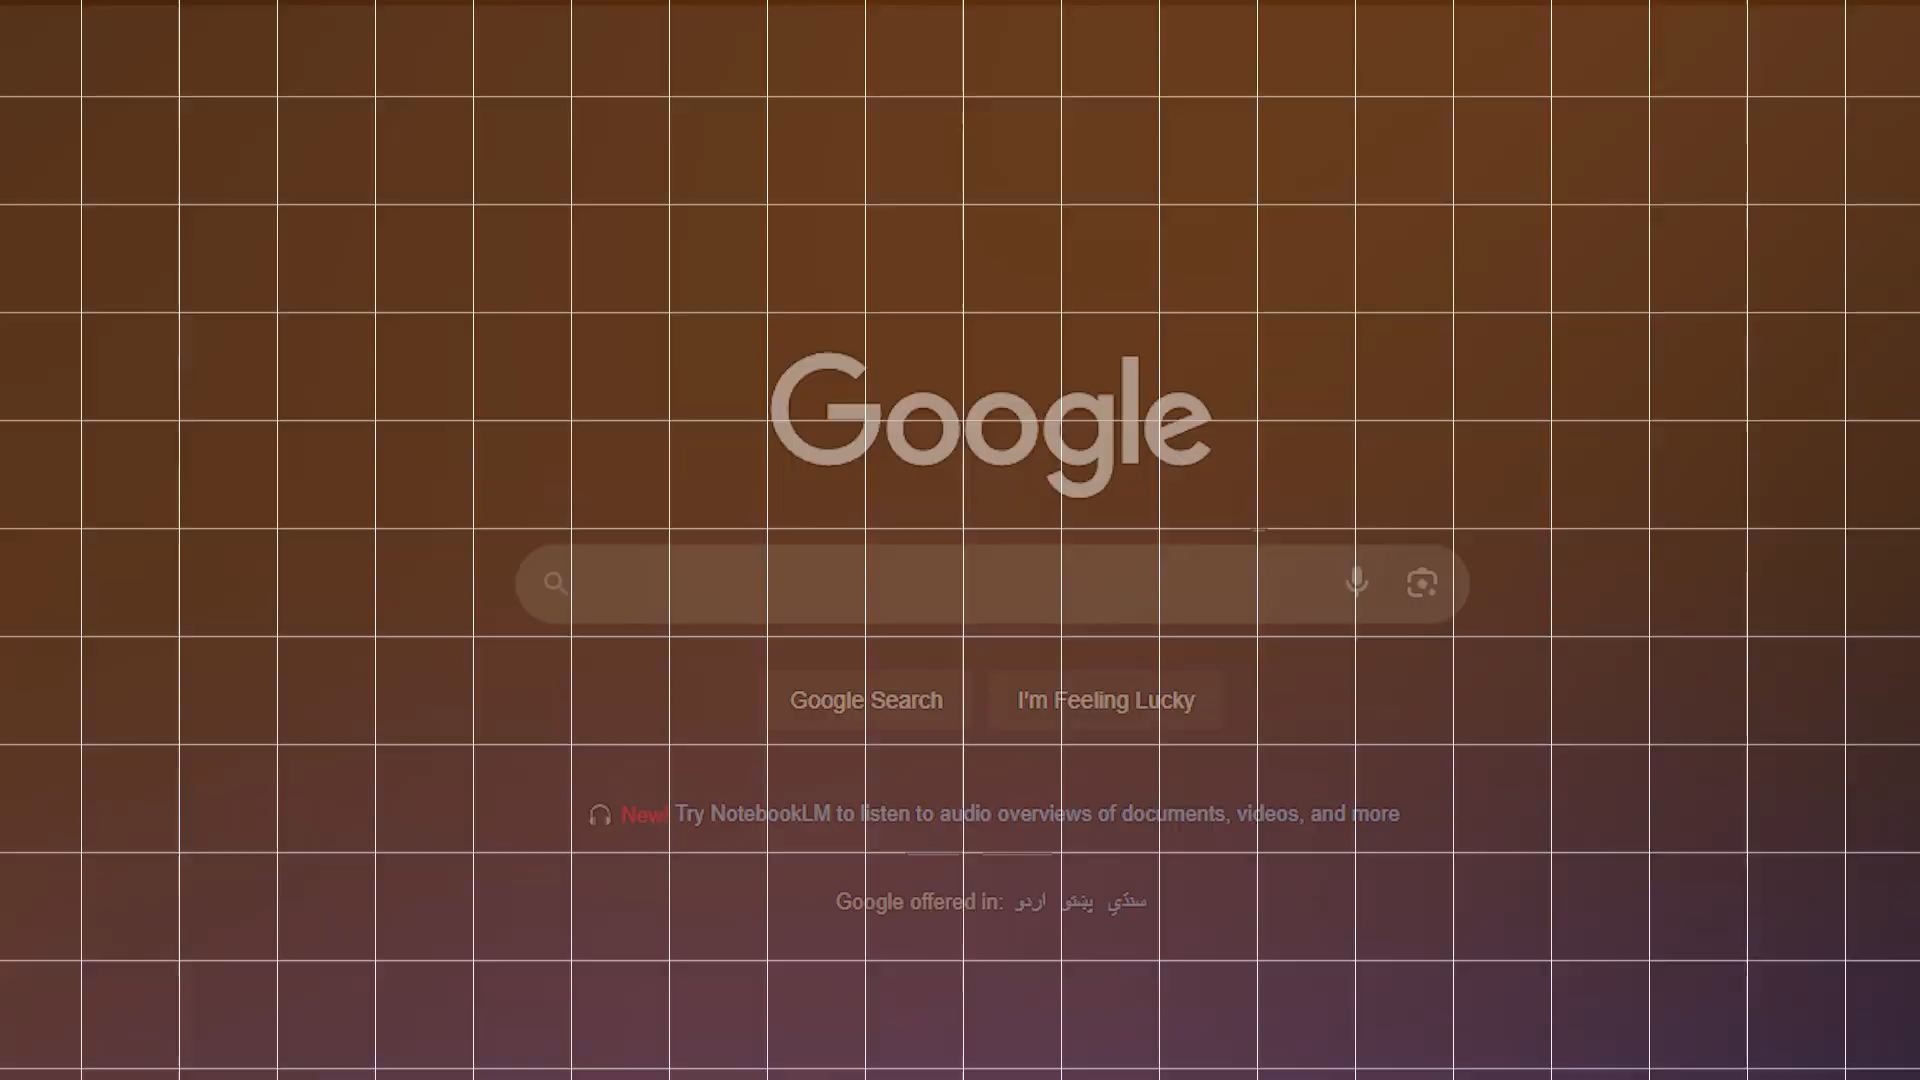 Google
Google Search I'm Feeling Lucky
New! Try NotebookLM to listen to audio overviews of documents, videos, and more
Google offered in: اردو پښتو سنڌي